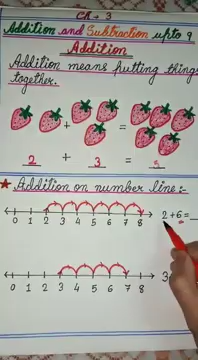 Ch → 3
Addition and Subtraction upto 9
Addition
Addition means putting things
together.
+ =
2 + 3 = 5
★ Addition on number line :-
0 1 2 3 4 5 6 7 8
2+6=
0 1 2 3 4 5 6 7 8
3